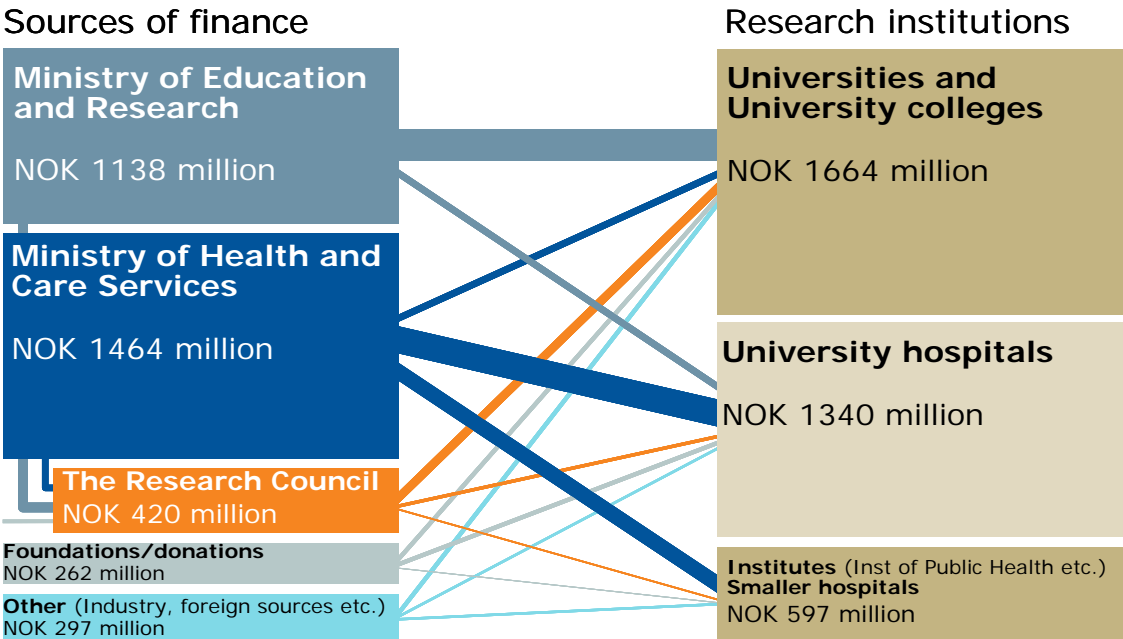 Sources of finance
Ministry of Education
and Research
NOK 1138 million
Ministry of Health and
Care Services
NOK 1464 million
The Research Council
NOK 420 million
Foundations/donations
NOK 262 million
Other (Industry, foreign sources etc.)
NOK 297 million
Research institutions
Universities and
University colleges
NOK 1664 million
University hospitals
NOK 1340 million
Institutes (Inst of Public Health etc.)
Smaller hospitals
NOK 597 million